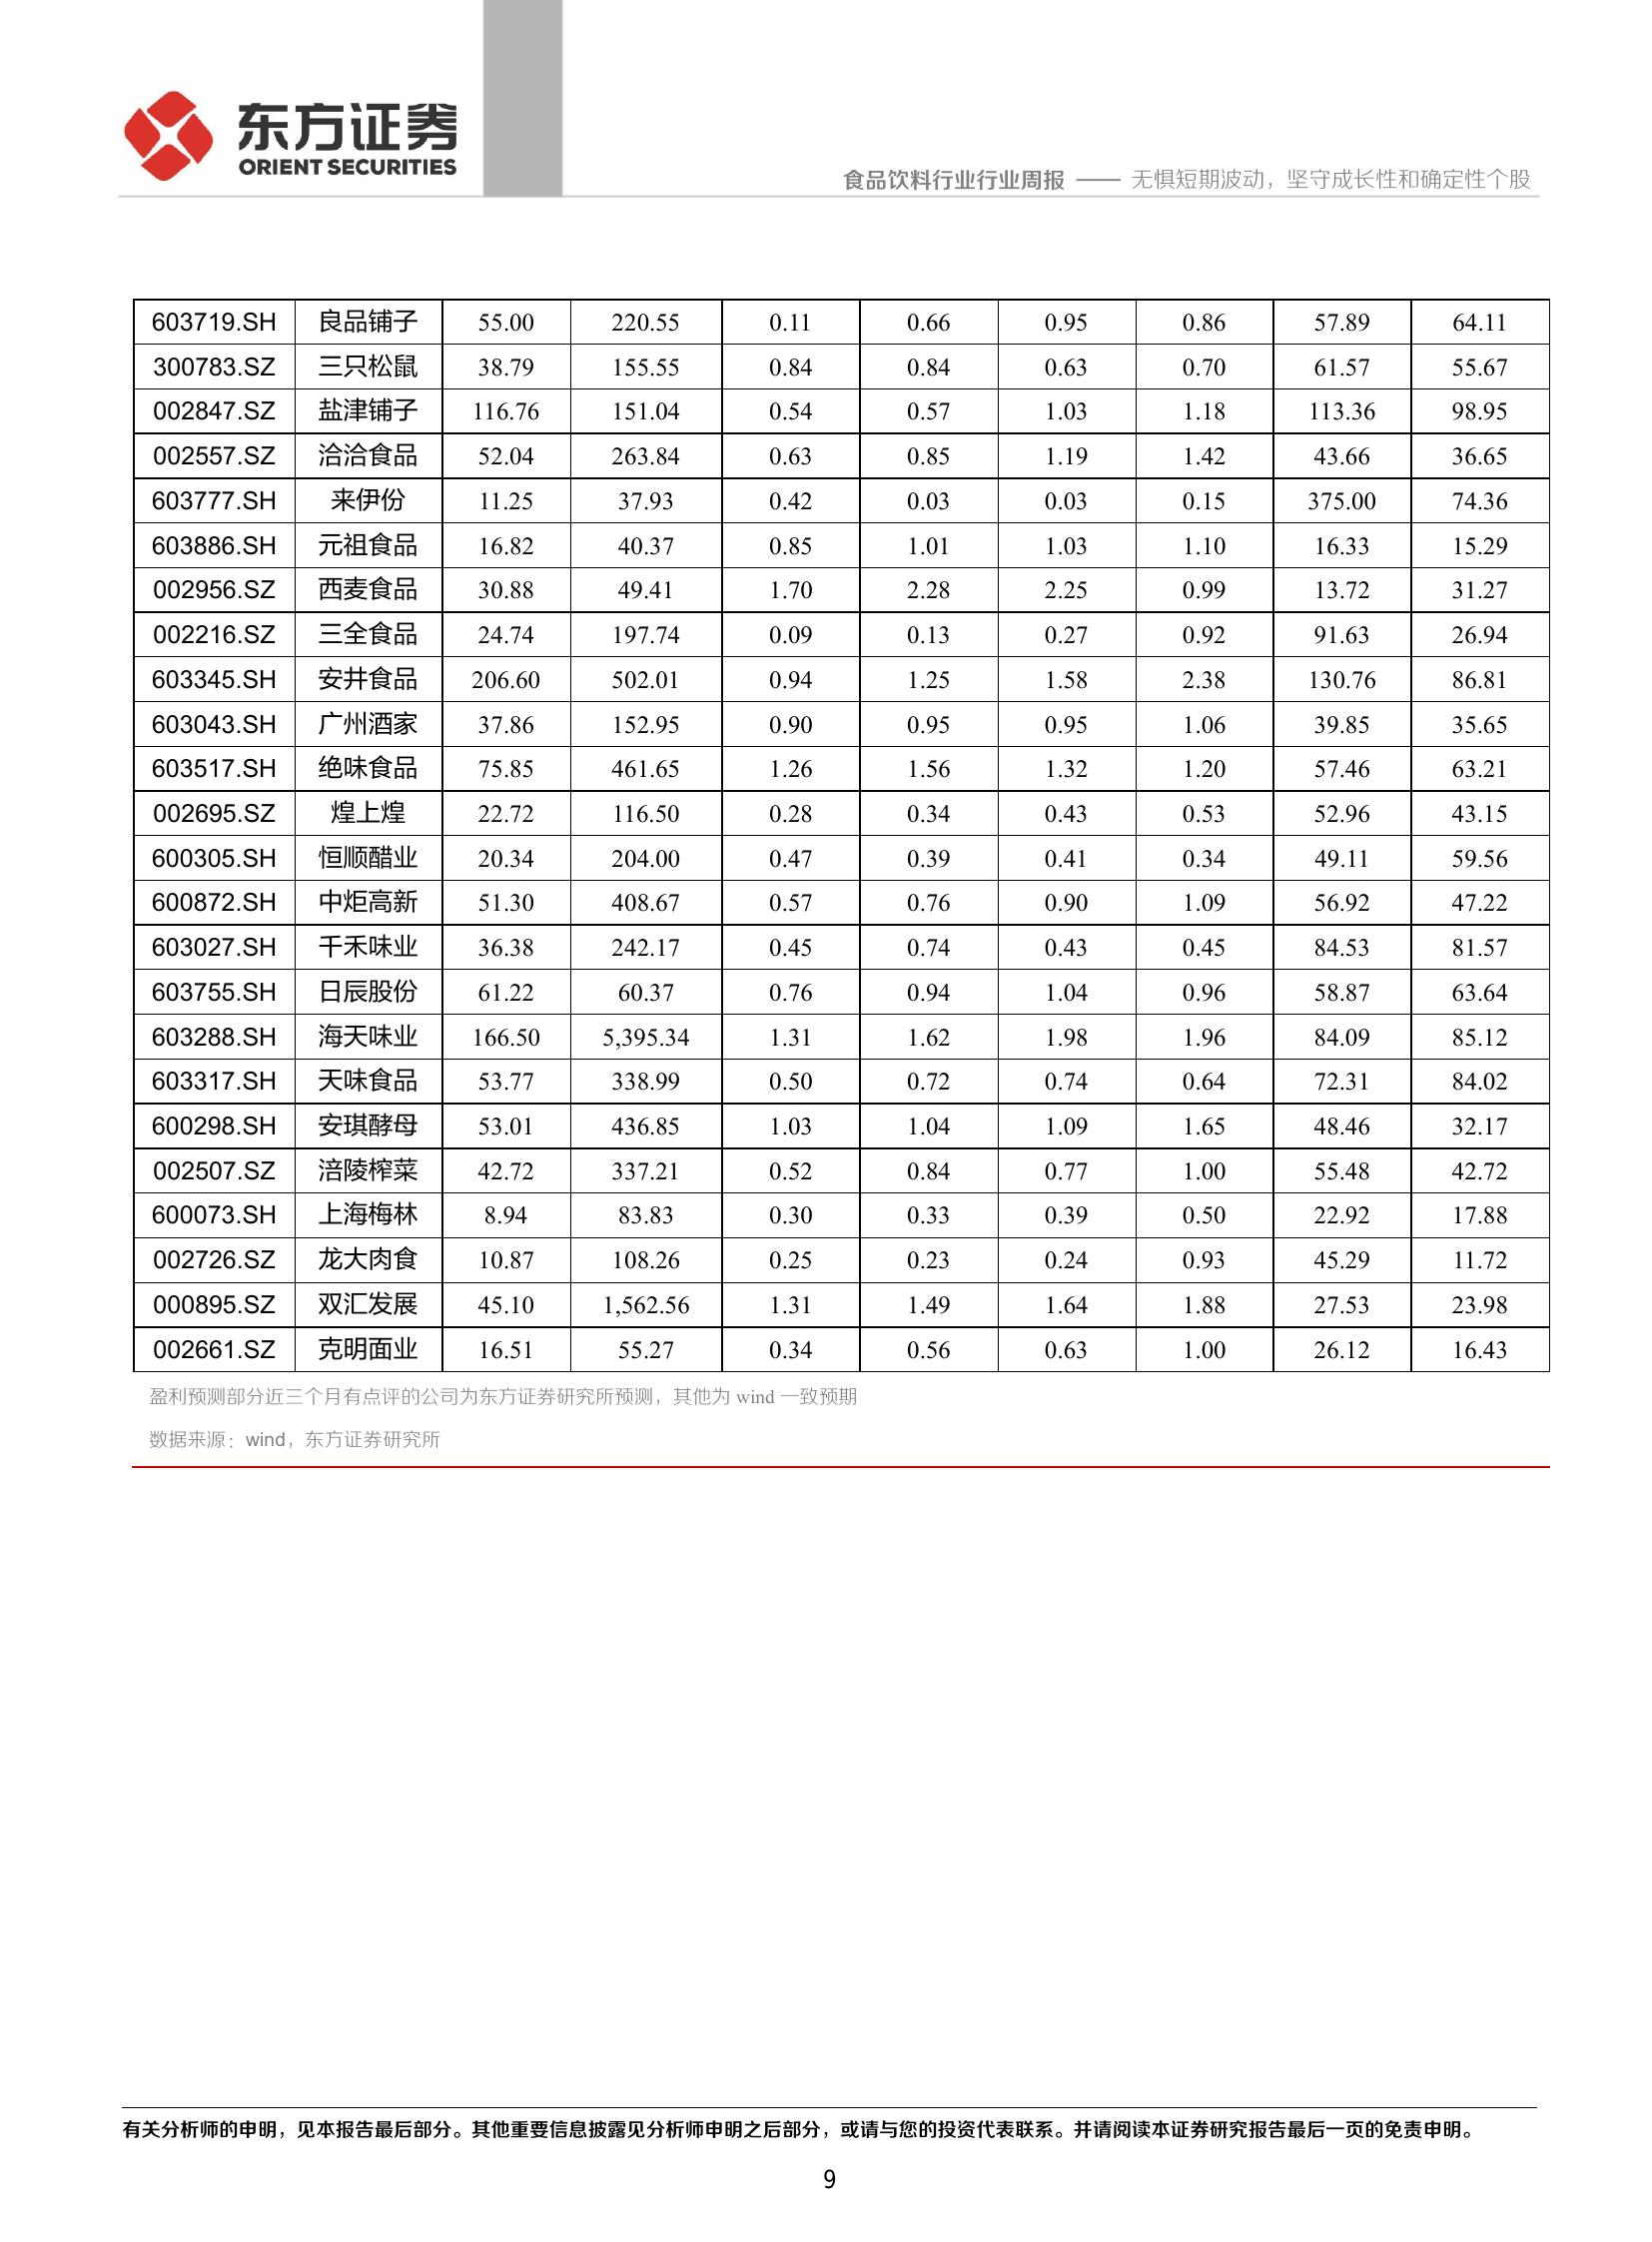 东方证券
ORIENT SECURITIES
食品饮料行业行业周报 —— 无惧短期波动，坚守成长性和确定性个股
603719.SH 良品铺子 55.00 220.55 0.11 0.66 0.95 0.86 57.89 64.11
300783.SZ 三只松鼠 38.79 155.55 0.84 0.84 0.63 0.70 61.57 55.67
002847.SZ 盐津铺子 116.76 151.04 0.54 0.57 1.03 1.18 113.36 98.95
002557.SZ 洽洽食品 52.04 263.84 0.63 0.85 1.19 1.42 43.66 36.65
603777.SH 来伊份 11.25 37.93 0.42 0.03 0.03 0.15 375.00 74.36
603886.SH 元祖食品 16.82 40.37 0.85 1.01 1.03 1.10 16.33 15.29
002956.SZ 西麦食品 30.88 49.41 1.70 2.28 2.25 0.99 13.72 31.27
002216.SZ 三全食品 24.74 197.74 0.09 0.13 0.27 0.92 91.63 26.94
603345.SH 安井食品 206.60 502.01 0.94 1.25 1.58 2.38 130.76 86.81
603043.SH 广州酒家 37.86 152.95 0.90 0.95 0.95 1.06 39.85 35.65
603517.SH 绝味食品 75.85 461.65 1.26 1.56 1.32 1.20 57.46 63.21
002695.SZ 煌上煌 22.72 116.50 0.28 0.34 0.43 0.53 52.96 43.15
600305.SH 恒顺醋业 20.34 204.00 0.47 0.39 0.41 0.34 49.11 59.56
600872.SH 中炬高新 51.30 408.67 0.57 0.76 0.90 1.09 56.92 47.22
603027.SH 千禾味业 36.38 242.17 0.45 0.74 0.43 0.45 84.53 81.57
603755.SH 日辰股份 61.22 60.37 0.76 0.94 1.04 0.96 58.87 63.64
603288.SH 海天味业 166.50 5,395.34 1.31 1.62 1.98 1.96 84.09 85.12
603317.SH 天味食品 53.77 338.99 0.50 0.72 0.74 0.64 72.31 84.02
600298.SH 安琪酵母 53.01 436.85 1.03 1.04 1.09 1.65 48.46 32.17
002507.SZ 涪陵榨菜 42.72 337.21 0.52 0.84 0.77 1.00 55.48 42.72
600073.SH 上海梅林 8.94 83.83 0.30 0.33 0.39 0.50 22.92 17.88
002726.SZ 龙大肉食 10.87 108.26 0.25 0.23 0.24 0.93 45.29 11.72
000895.SZ 双汇发展 45.10 1,562.56 1.31 1.49 1.64 1.88 27.53 23.98
002661.SZ 克明面业 16.51 55.27 0.34 0.56 0.63 1.00 26.12 16.43
盈利预测部分近三个月有点评的公司为东方证券研究所预测，其他为 wind 一致预期
数据来源：wind，东方证券研究所
有关分析师的申明，见本报告最后部分。其他重要信息披露见分析师申明之后部分，或请与您的投资代表联系。并请阅读本证券研究报告最后一页的免责申明。
9